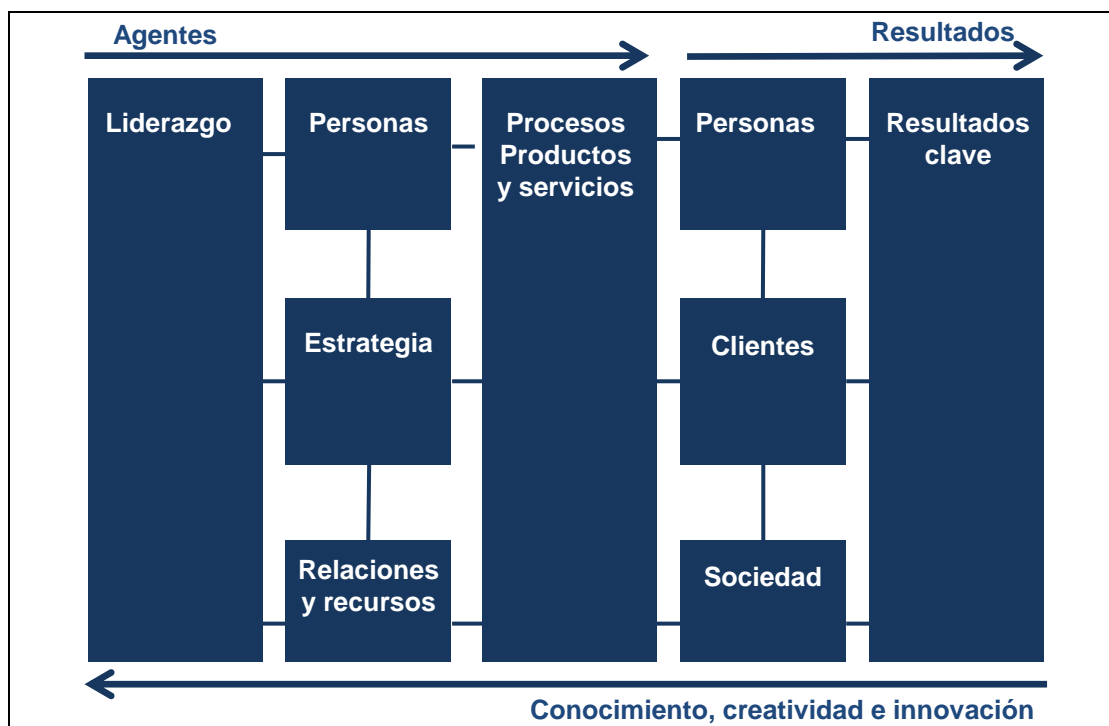 Agentes
Resultados
Liderazgo
Personas
Procesos
Productos
y servicios
Personas
Resultados
clave
Estrategia
Clientes
Relaciones
y recursos
Sociedad
Conocimiento, creatividad e innovación